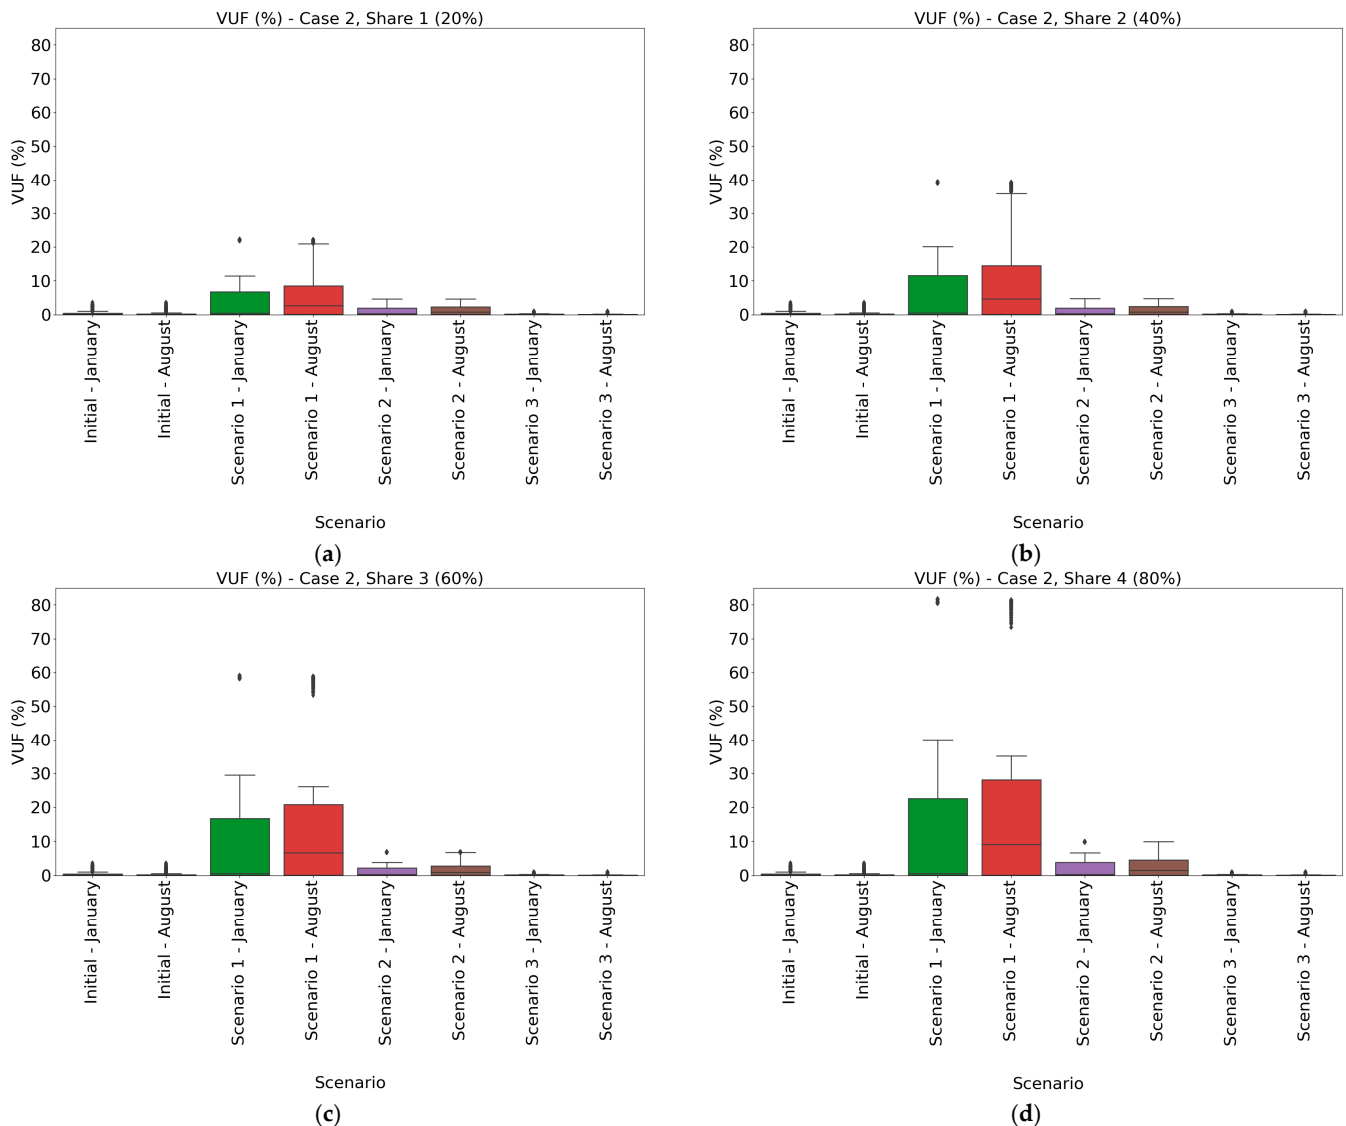 VUF (%) - Case 2, Share 1 (20%)
VUF (%)
80
70
60
50
40
30
20
10
0
Initial - January
Initial - August
Scenario 1 - January
Scenario 1 - August
Scenario 2 - January
Scenario 2 - August
Scenario 3 - January
Scenario 3 - August
Scenario
(a)
VUF (%) - Case 2, Share 2 (40%)
VUF (%)
80
70
60
50
40
30
20
10
0
Initial - January
Initial - August
Scenario 1 - January
Scenario 1 - August
Scenario 2 - January
Scenario 2 - August
Scenario 3 - January
Scenario 3 - August
Scenario
(b)
VUF (%) - Case 2, Share 3 (60%)
VUF (%)
80
70
60
50
40
30
20
10
0
Initial - January
Initial - August
Scenario 1 - January
Scenario 1 - August
Scenario 2 - January
Scenario 2 - August
Scenario 3 - January
Scenario 3 - August
Scenario
(c)
VUF (%) - Case 2, Share 4 (80%)
VUF (%)
80
70
60
50
40
30
20
10
0
Initial - January
Initial - August
Scenario 1 - January
Scenario 1 - August
Scenario 2 - January
Scenario 2 - August
Scenario 3 - January
Scenario 3 - August
Scenario
(d)